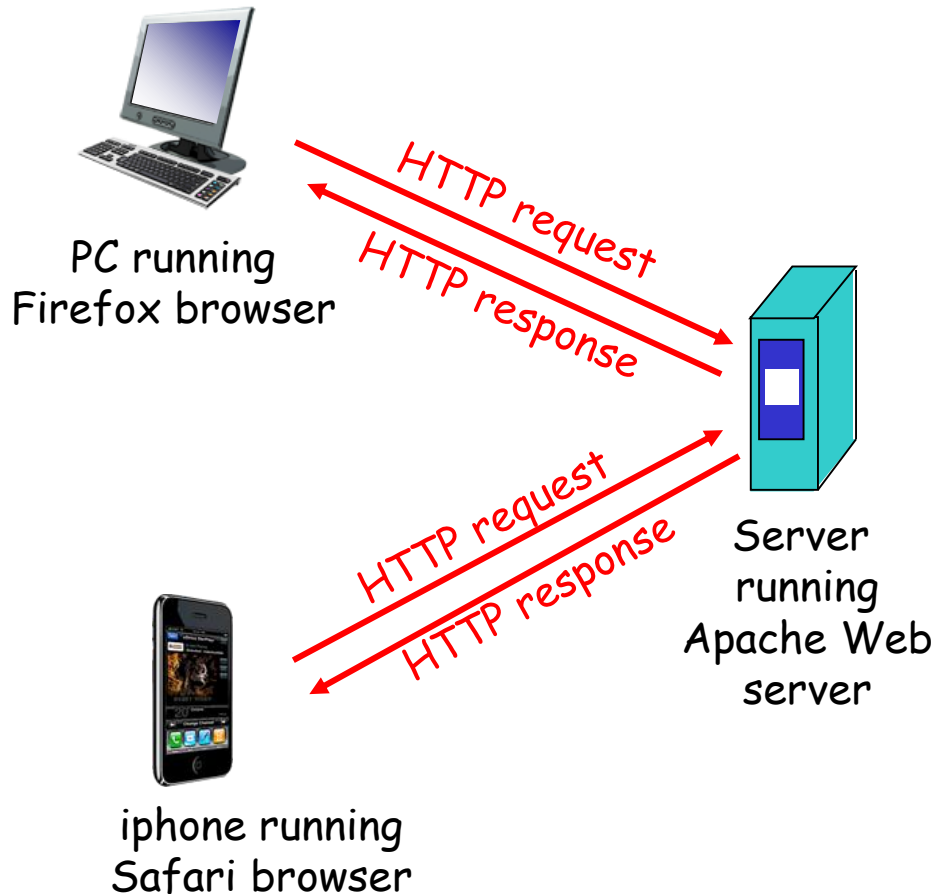 HTTP request
HTTP response
PC running
Firefox browser
HTTP request
HTTP response
Server
running
Apache Web
server
iphone running
Safari browser